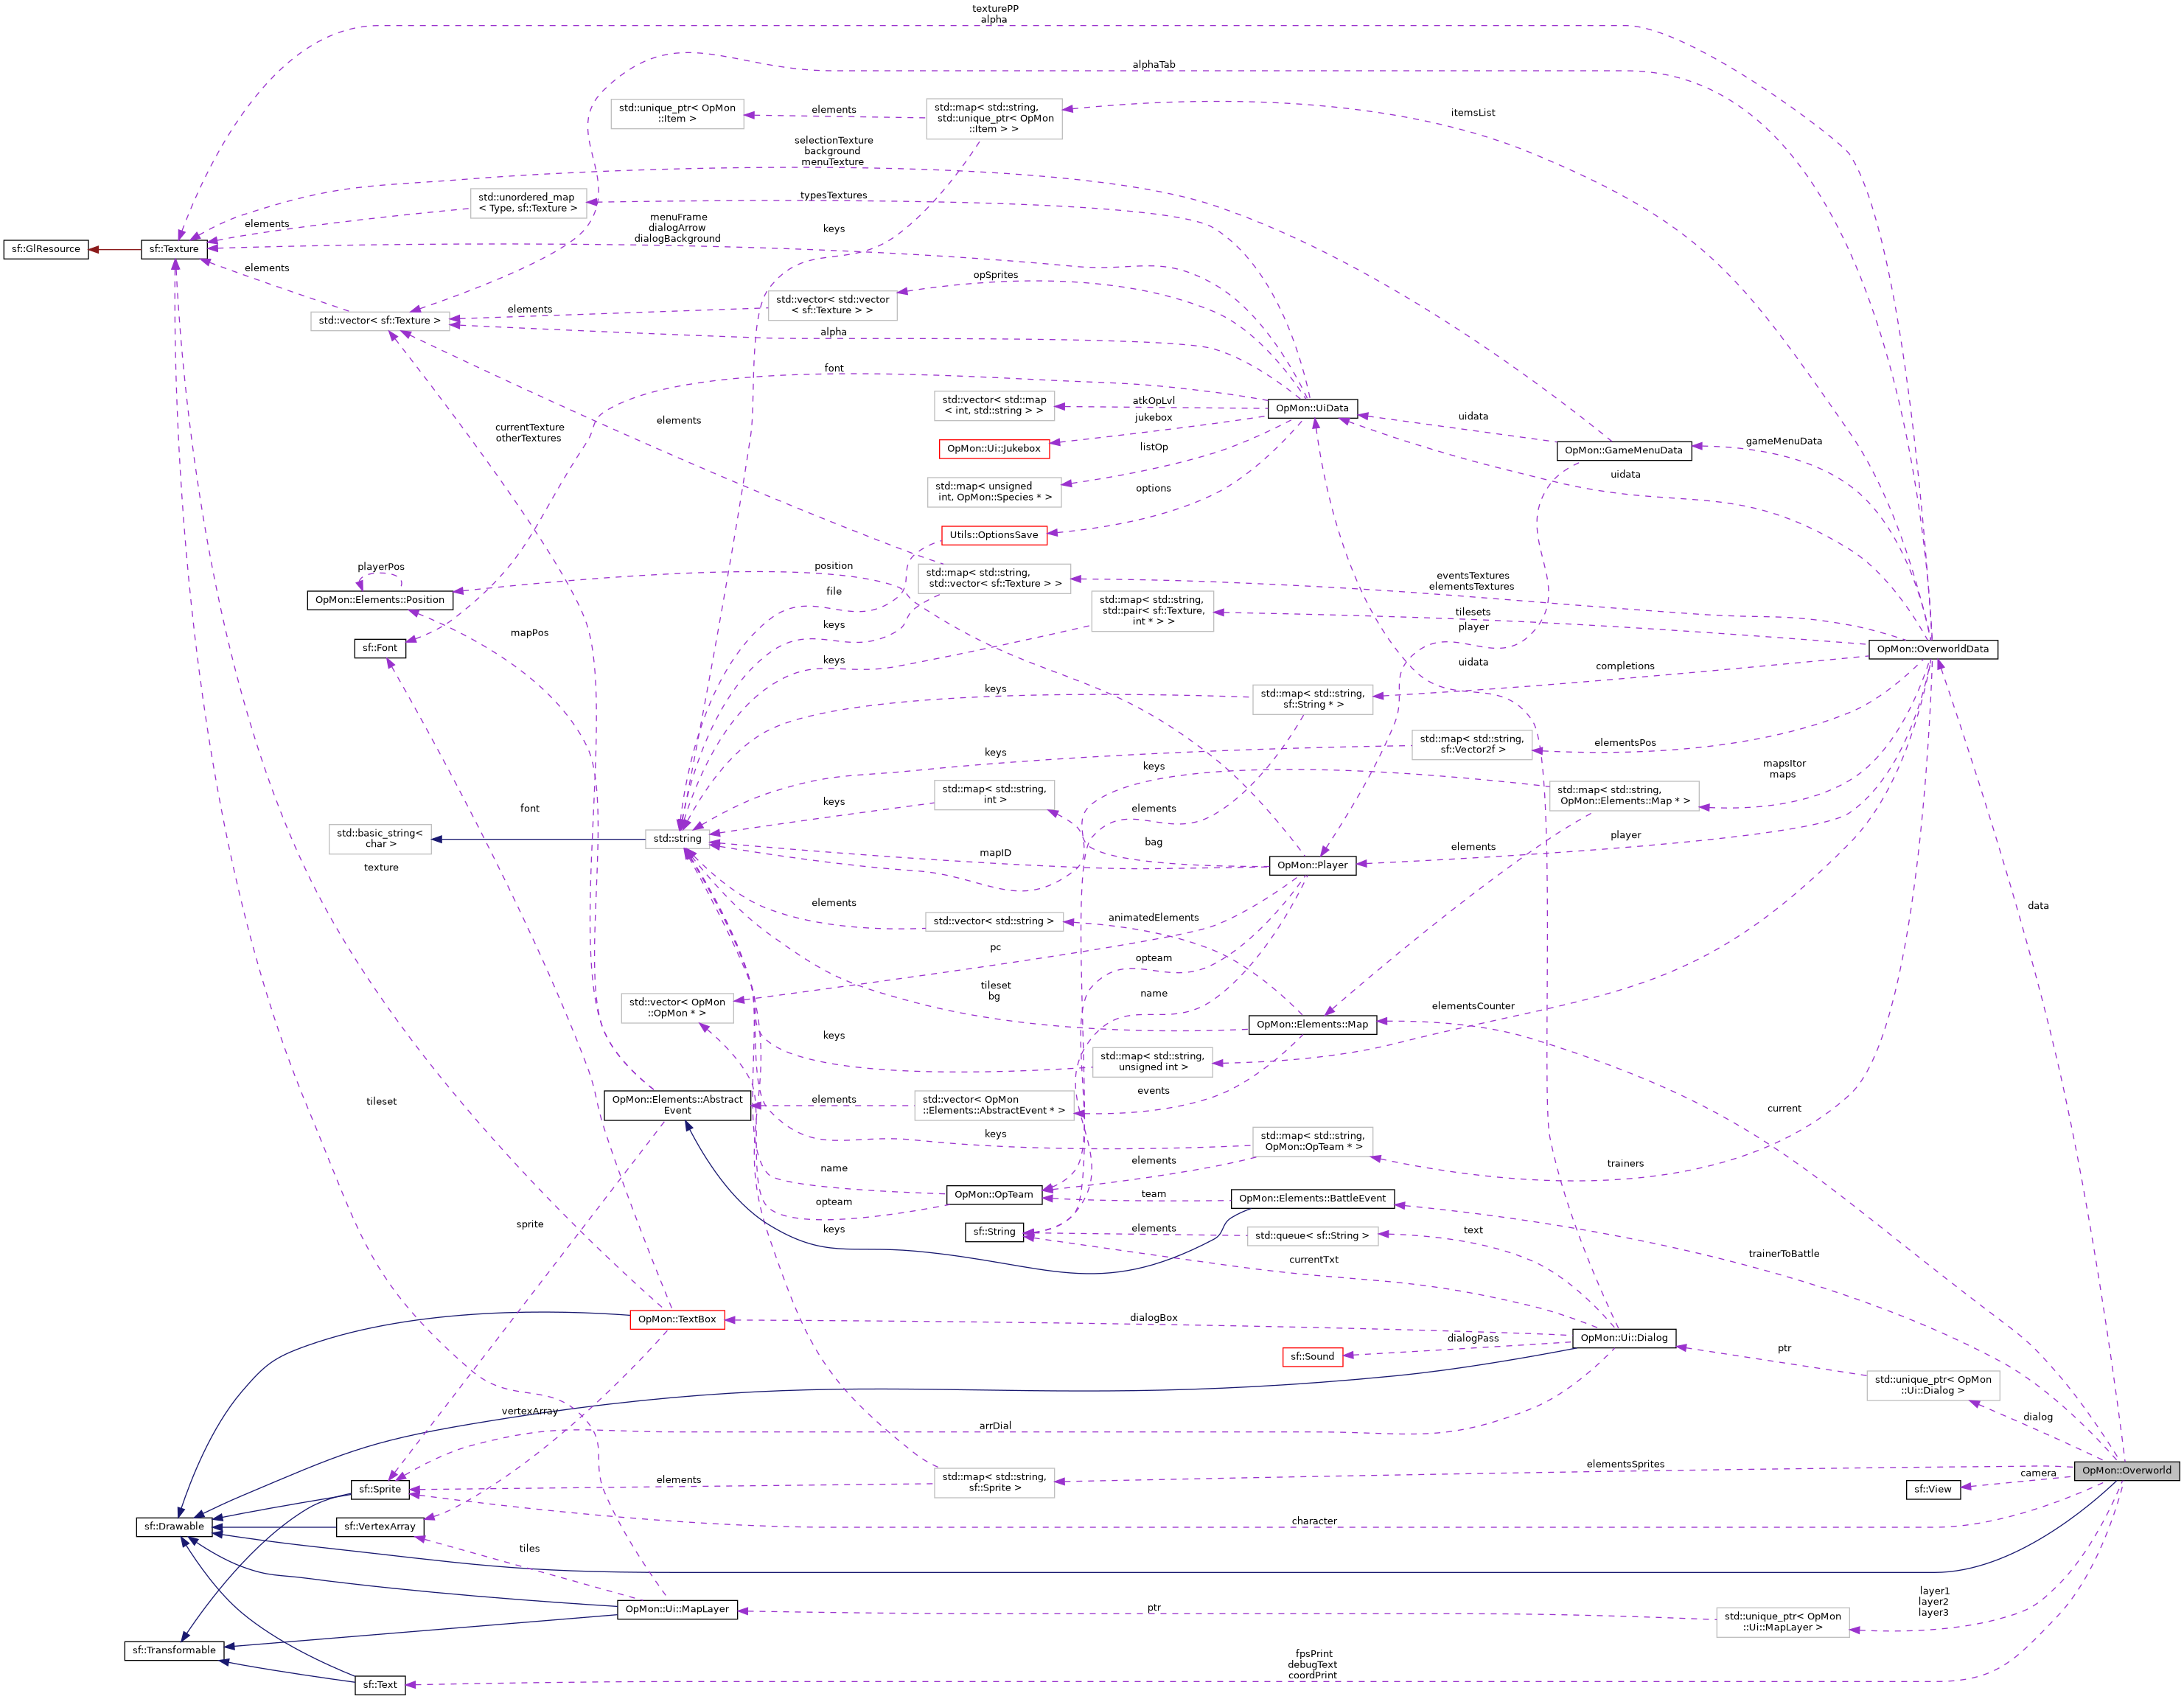 texturePP
alpha
alphaTab
itemsList
std::unique_ptr< OpMon
::Item >
elements
std::map< std::string,
std::unique_ptr< OpMon
::Item > >
selectionTexture
background
menuTexture
std::unordered_map
< Type, sf::Texture >
typesTextures
elements
menuFrame
dialogArrow
dialogBackground
keys
sf::GlResource
sf::Texture
elements
opSprites
std::vector< std::vector
< sf::Texture > >
elements
std::vector< sf::Texture >
alpha
font
std::vector< std::map
< int, std::string > >
atkOpLvl
OpMon::UiData
jukebox
uidata
currentTexture
otherTextures
elements
OpMon::Ui::Jukebox
listOp
OpMon::GameMenuData
gameMenuData
uidata
std::map< unsigned
int, OpMon::Species * >
options
Utils::OptionsSave
playerPos
position
std::map< std::string,
std::vector< sf::Texture > >
eventsTextures
elementsTextures
OpMon::Elements::Position
file
std::map< std::string,
std::pair< sf::Texture,
int * > >
tilesets
mapPos
keys
player
sf::Font
keys
uidata
completions
OpMon::OverworldData
keys
std::map< std::string,
sf::String * >
keys
std::map< std::string,
sf::Vector2f >
elementsPos
keys
mapsItor
maps
std::map< std::string,
int >
std::map< std::string,
OpMon::Elements::Map * >
font
keys
elements
std::basic_string<
char >
std::string
mapID
bag
elements
player
texture
OpMon::Player
elements
std::vector< std::string >
animatedElements
data
pc
opteam
std::vector< OpMon
::OpMon * >
tileset
bg
name
elementsCounter
OpMon::Elements::Map
keys
std::map< std::string,
unsigned int >
events
tileset
OpMon::Elements::Abstract
Event
elements
std::vector< OpMon
::Elements::AbstractEvent * >
current
keys
std::map< std::string,
OpMon::OpTeam * >
elements
trainers
name
OpMon::OpTeam
team
OpMon::Elements::BattleEvent
opteam
sprite
keys
sf::String
elements
std::queue< sf::String >
text
trainerToBattle
currentTxt
OpMon::TextBox
dialogBox
OpMon::Ui::Dialog
dialogPass
sf::Sound
ptr
std::unique_ptr< OpMon
::Ui::Dialog >
vertexArray
arrDial
dialog
elementsSprites
elements
std::map< std::string,
sf::Sprite >
OpMon::Overworld
camera
sf::Sprite
sf::View
sf::Drawable
sf::VertexArray
character
tiles
layer1
layer2
layer3
OpMon::Ui::MapLayer
ptr
std::unique_ptr< OpMon
::Ui::MapLayer >
sf::Transformable
fpsPrint
debugText
coordPrint
sf::Text